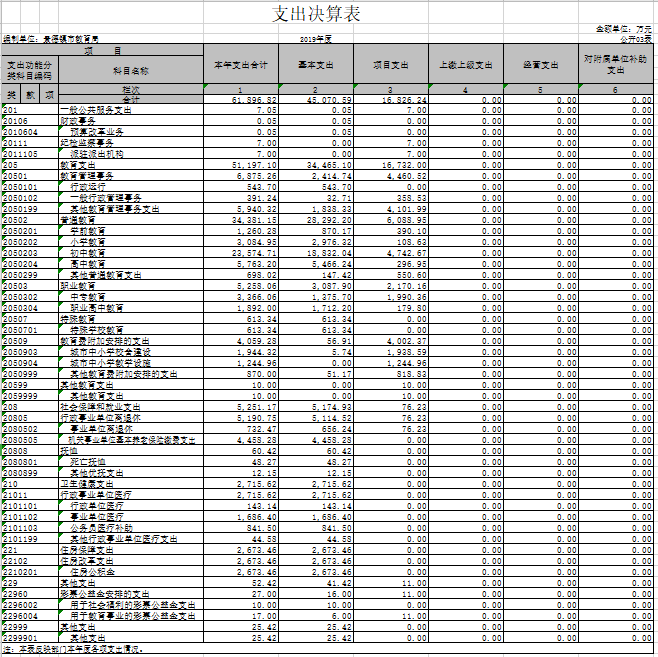 支出决算表
金额单位：万元
编制单位：景德镇市教育局 2019年度 公开03表
项 目 本年支出合计 基本支出 项目支出 上缴上级支出 经营支出 对附属单位补助支出
支出功能分类科目编码 科目名称
类 款 项 栏次 1 2 3 4 5 6
合计 61,896.82 45,070.59 16,826.24 0.00 0.00 0.00
201 一般公共服务支出 7.05 0.05 7.00 0.00 0.00 0.00
20106 财政事务 0.05 0.05 0.00 0.00 0.00 0.00
2010604 预算改革业务 0.05 0.05 0.00 0.00 0.00 0.00
20111 纪检监察事务 7.00 0.00 7.00 0.00 0.00 0.00
2011105 派驻派出机构 7.00 0.00 7.00 0.00 0.00 0.00
205 教育支出 51,197.10 34,465.10 16,732.00 0.00 0.00 0.00
20501 教育管理事务 6,875.26 2,414.74 4,460.52 0.00 0.00 0.00
2050101 行政运行 543.70 543.70 0.00 0.00 0.00 0.00
2050102 一般行政管理事务 391.24 32.71 358.53 0.00 0.00 0.00
2050199 其他教育管理事务支出 5,940.32 1,838.33 4,101.99 0.00 0.00 0.00
20502 普通教育 34,381.15 28,292.20 6,088.95 0.00 0.00 0.00
2050201 学前教育 1,260.28 870.17 390.10 0.00 0.00 0.00
2050202 小学教育 3,084.95 2,976.32 108.63 0.00 0.00 0.00
2050203 初中教育 23,574.71 18,832.04 4,742.67 0.00 0.00 0.00
2050204 高中教育 5,763.20 5,466.24 296.95 0.00 0.00 0.00
2050299 其他普通教育支出 698.02 147.42 550.60 0.00 0.00 0.00
20503 职业教育 5,258.06 3,087.90 2,170.16 0.00 0.00 0.00
2050302 中专教育 3,366.06 1,375.70 1,990.36 0.00 0.00 0.00
2050304 职业高中教育 1,892.00 1,712.20 179.80 0.00 0.00 0.00
20507 特殊教育 613.34 613.34 0.00 0.00 0.00 0.00
2050701 特殊学校教育 613.34 613.34 0.00 0.00 0.00 0.00
20509 教育费附加安排的支出 4,059.28 56.91 4,002.37 0.00 0.00 0.00
2050903 城市中小学校舍建设 1,944.32 5.74 1,938.59 0.00 0.00 0.00
2050904 城市中小学教学设施 1,244.96 0.00 1,244.96 0.00 0.00 0.00
2050999 其他教育费附加安排的支出 870.00 51.17 818.83 0.00 0.00 0.00
20599 其他教育支出 10.00 0.00 10.00 0.00 0.00 0.00
2059999 其他教育支出 10.00 0.00 10.00 0.00 0.00 0.00
208 社会保障和就业支出 5,251.17 5,174.93 76.23 0.00 0.00 0.00
20805 行政事业单位离退休 5,190.75 5,114.52 76.23 0.00 0.00 0.00
2080502 事业单位离退休 732.47 656.24 76.23 0.00 0.00 0.00
2080505 机关事业单位基本养老保险缴费支出 4,458.28 4,458.28 0.00 0.00 0.00 0.00
20808 抚恤 60.42 60.42 0.00 0.00 0.00 0.00
2080801 死亡抚恤 48.27 48.27 0.00 0.00 0.00 0.00
2080899 其他优抚支出 12.15 12.15 0.00 0.00 0.00 0.00
210 卫生健康支出 2,715.62 2,715.62 0.00 0.00 0.00 0.00
21011 行政事业单位医疗 2,715.62 2,715.62 0.00 0.00 0.00 0.00
2101101 行政单位医疗 143.14 143.14 0.00 0.00 0.00 0.00
2101102 事业单位医疗 1,686.40 1,686.40 0.00 0.00 0.00 0.00
2101103 公务员医疗补助 841.50 841.50 0.00 0.00 0.00 0.00
2101199 其他行政事业单位医疗支出 44.58 44.58 0.00 0.00 0.00 0.00
221 住房保障支出 2,673.46 2,673.46 0.00 0.00 0.00 0.00
22102 住房改革支出 2,673.46 2,673.46 0.00 0.00 0.00 0.00
2210201 住房公积金 2,673.46 2,673.46 0.00 0.00 0.00 0.00
229 其他支出 52.42 41.42 11.00 0.00 0.00 0.00
22960 彩票公益金安排的支出 27.00 16.00 11.00 0.00 0.00 0.00
2296002 用于社会福利的彩票公益金支出 10.00 10.00 0.00 0.00 0.00 0.00
2296004 用于教育事业的彩票公益金支出 17.00 6.00 11.00 0.00 0.00 0.00
22999 其他支出 25.42 25.42 0.00 0.00 0.00 0.00
2299901 其他支出 25.42 25.42 0.00 0.00 0.00 0.00
注：本表反映部门本年度各项支出情况。